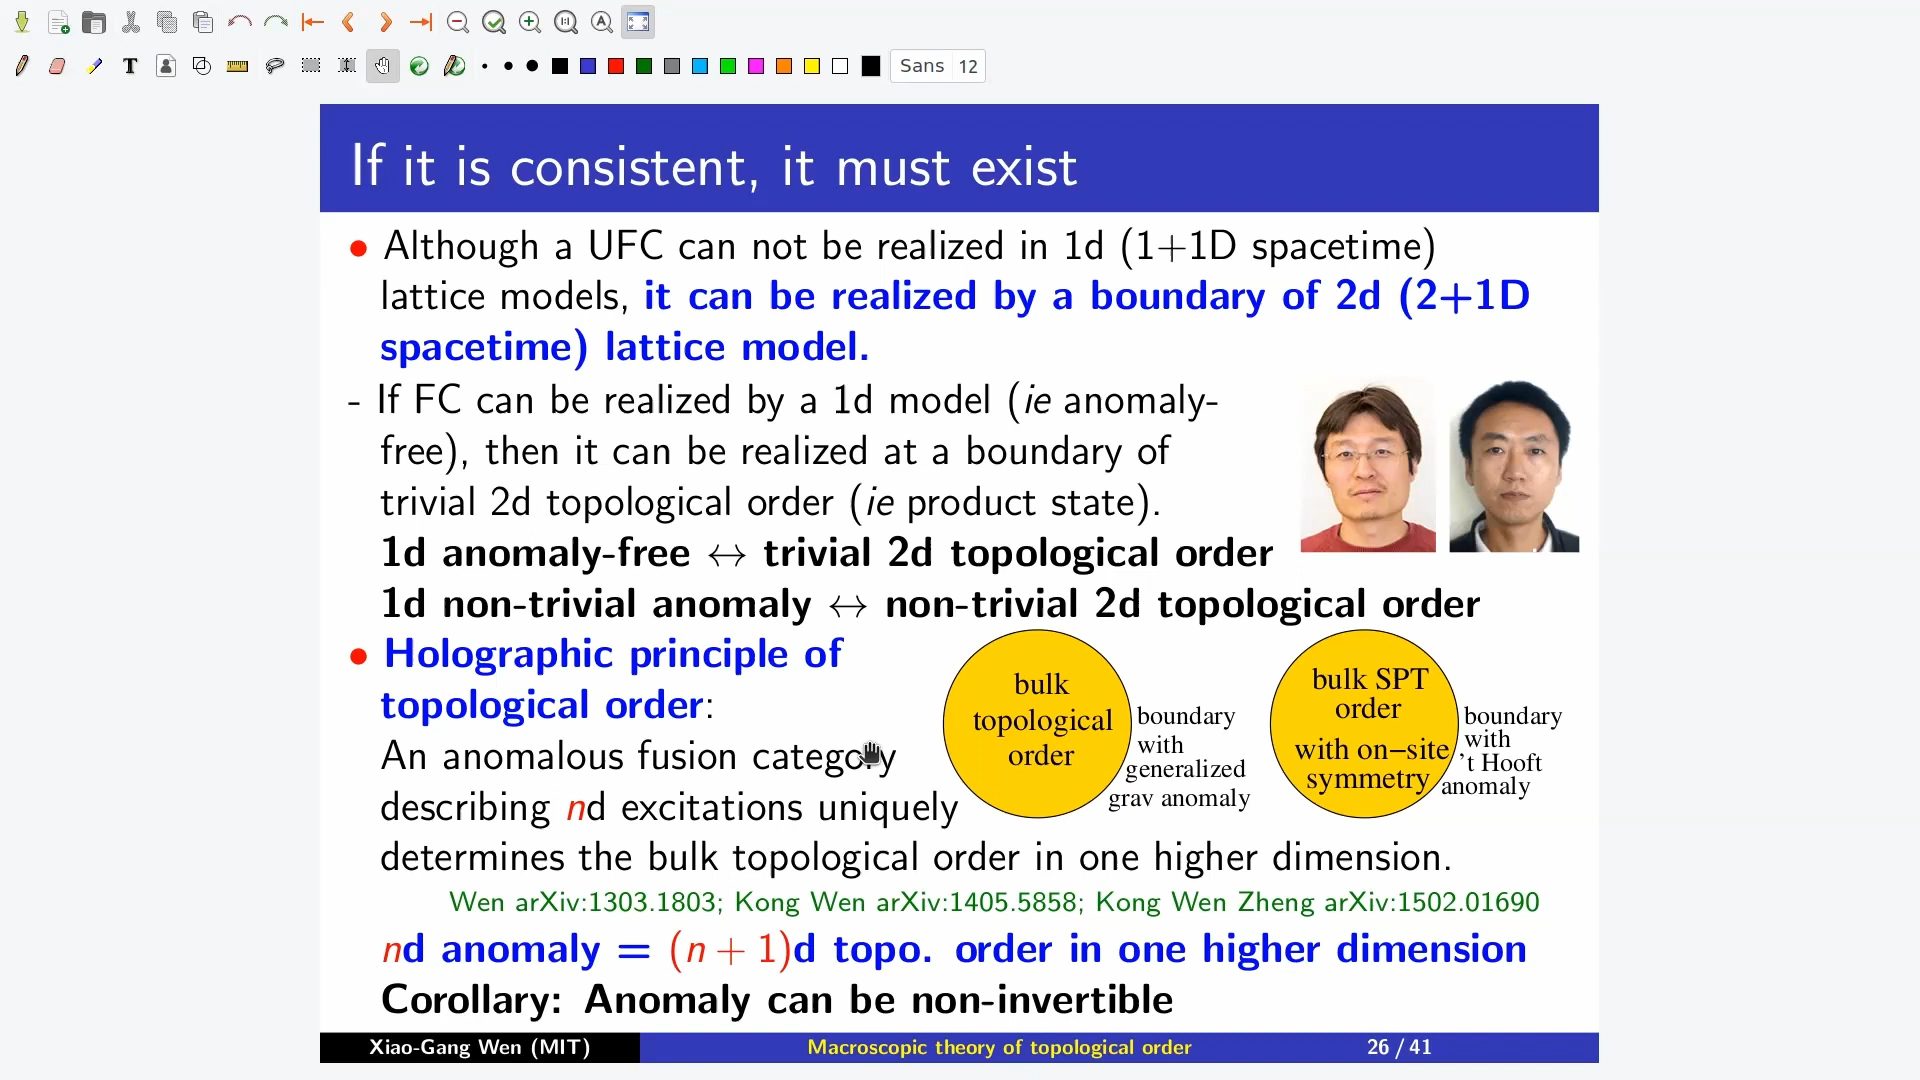 T
Sans 12
If it is consistent, it must exist
• Although a UFC can not be realized in 1d (1+1D spacetime)
lattice models, it can be realized by a boundary of 2d (2+1D
spacetime) lattice model.
- If FC can be realized by a 1d model (ie anomaly-
free), then it can be realized at a boundary of
trivial 2d topological order (ie product state).
1d anomaly-free ↔ trivial 2d topological order
1d non-trivial anomaly ↔ non-trivial 2d topological order
• Holographic principle of
topological order:
An anomalous fusion category
describing nd excitations uniquely
determines the bulk topological order in one higher dimension.
bulk
topological
order
boundary
with
generalized
grav anomaly
bulk SPT
order
with on−site
symmetry
boundary
with
't Hooft
anomaly
Wen arXiv:1303.1803; Kong Wen arXiv:1405.5858; Kong Wen Zheng arXiv:1502.01690
nd anomaly = (n + 1)d topo. order in one higher dimension
Corollary: Anomaly can be non-invertible
Xiao-Gang Wen (MIT)
Macroscopic theory of topological order
26 / 41